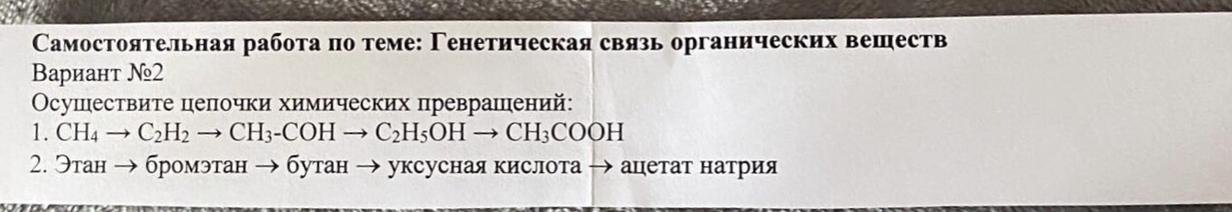 Самостоятельная работа по теме: Генетическая связь органических веществ
Вариант №2
Осуществите цепочки химических превращений:
1. CH₄ → C₂H₂ → CH₃-COH → C₂H₅OH → CH₃COOH
2. Этан → бромэтан → бутан → уксусная кислота → ацетат натрия